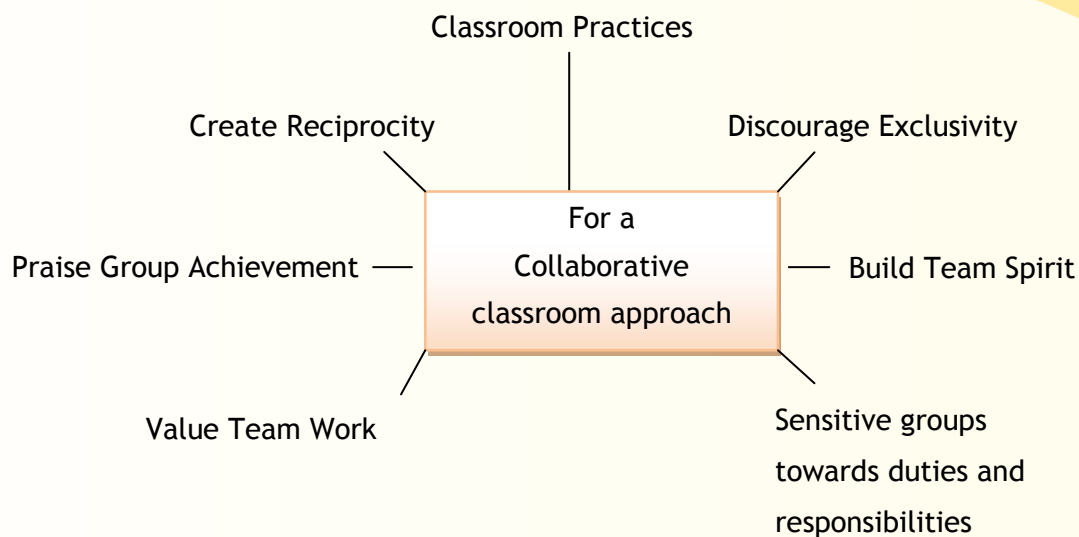 Classroom Practices
Create Reciprocity
Discourage Exclusivity
For a
Collaborative
classroom approach
Praise Group Achievement
Build Team Spirit
Value Team Work
Sensitive groups
towards duties and
responsibilities